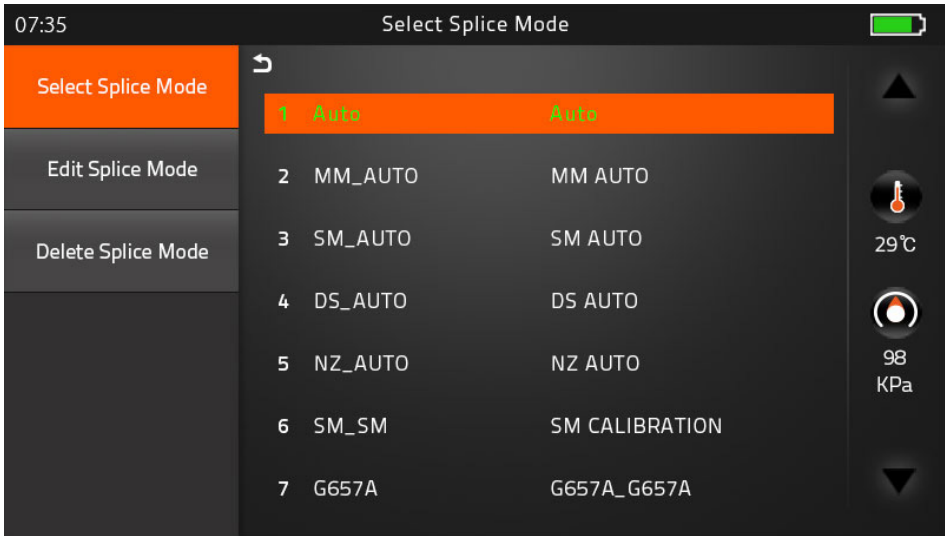 07:35 Select Splice Mode
Select Splice Mode
Edit Splice Mode
Delete Splice Mode
1 Auto Auto
2 MM_AUTO MM AUTO
3 SM_AUTO SM AUTO
4 DS_AUTO DS AUTO
5 NZ_AUTO NZ AUTO
6 SM_SM SM CALIBRATION
7 G657A G657A_G657A
29℃
98
KPa